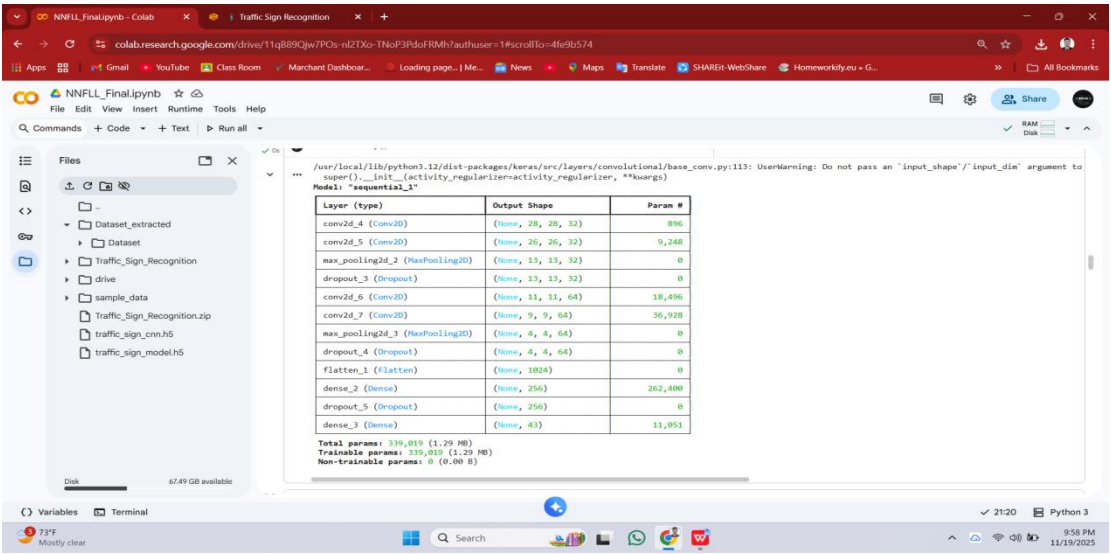 NNFLL_Final.ipynb - Colab
Traffic Sign Recognition
colab.research.google.com/drive/11qB89Qjw7POs-nl2TXo-TNoP3PdoFRMh?authuser=1#scrollTo=4fe9b574
Apps Gmail YouTube Class Room Marchant Dashboar... Loading page... | Me... News Maps Translate SHAREit-WebShare Homeworkify.eu » G... » All Bookmarks
NNFLL_Final.ipynb
File Edit View Insert Runtime Tools Help
Share
Commands + Code + Text Run all
RAM
Disk
Files
..
Dataset_extracted
Dataset
Traffic_Sign_Recognition
drive
sample_data
Traffic_Sign_Recognition.zip
traffic_sign_cnn.h5
traffic_sign_model.h5
Disk 67.49 GB available
0s
/usr/local/lib/python3.12/dist-packages/keras/src/layers/convolutional/base_conv.py:113: UserWarning: Do not pass an `input_shape`/`input_dim` argument to
super().__init__(activity_regularizer=activity_regularizer, **kwargs)
Model: "sequential_1"
Layer (type) Output Shape Param #
conv2d_4 (Conv2D) (None, 28, 28, 32) 896
conv2d_5 (Conv2D) (None, 26, 26, 32) 9,248
max_pooling2d_2 (MaxPooling2D) (None, 13, 13, 32) 0
dropout_3 (Dropout) (None, 13, 13, 32) 0
conv2d_6 (Conv2D) (None, 11, 11, 64) 18,496
conv2d_7 (Conv2D) (None, 9, 9, 64) 36,928
max_pooling2d_3 (MaxPooling2D) (None, 4, 4, 64) 0
dropout_4 (Dropout) (None, 4, 4, 64) 0
flatten_1 (Flatten) (None, 1024) 0
dense_2 (Dense) (None, 256) 262,400
dropout_5 (Dropout) (None, 256) 0
dense_3 (Dense) (None, 43) 11,051
Total params: 339,019 (1.29 MB)
Trainable params: 339,019 (1.29 MB)
Non-trainable params: 0 (0.00 B)
Variables Terminal
21:20 Python 3
3
73°F
Mostly clear
Search
9:58 PM
11/19/2025